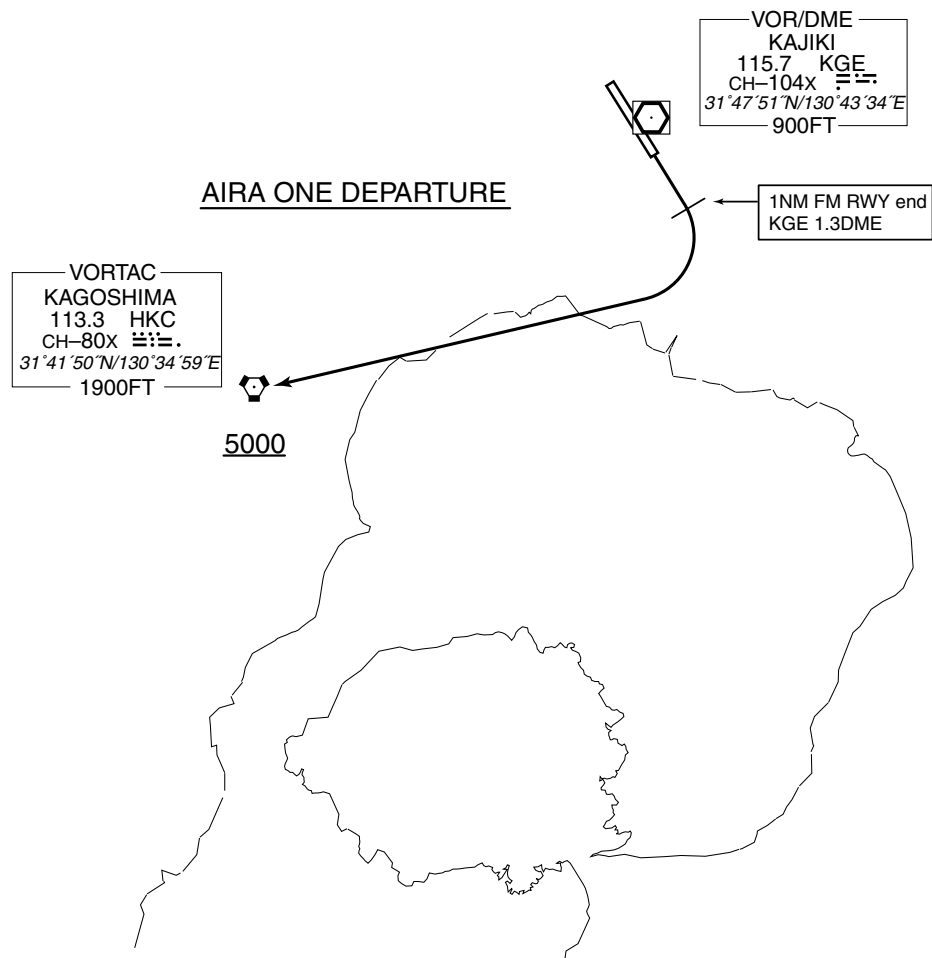 VOR/DME
KAJIKI
115.7 KGE
CH–104X
31°47´51˝N/130°43´34˝E
900FT
AIRA ONE DEPARTURE
1NM FM RWY end
KGE 1.3DME
VORTAC
KAGOSHIMA
113.3 HKC
CH–80X
31°41´50˝N/130°34´59˝E
1900FT
5000